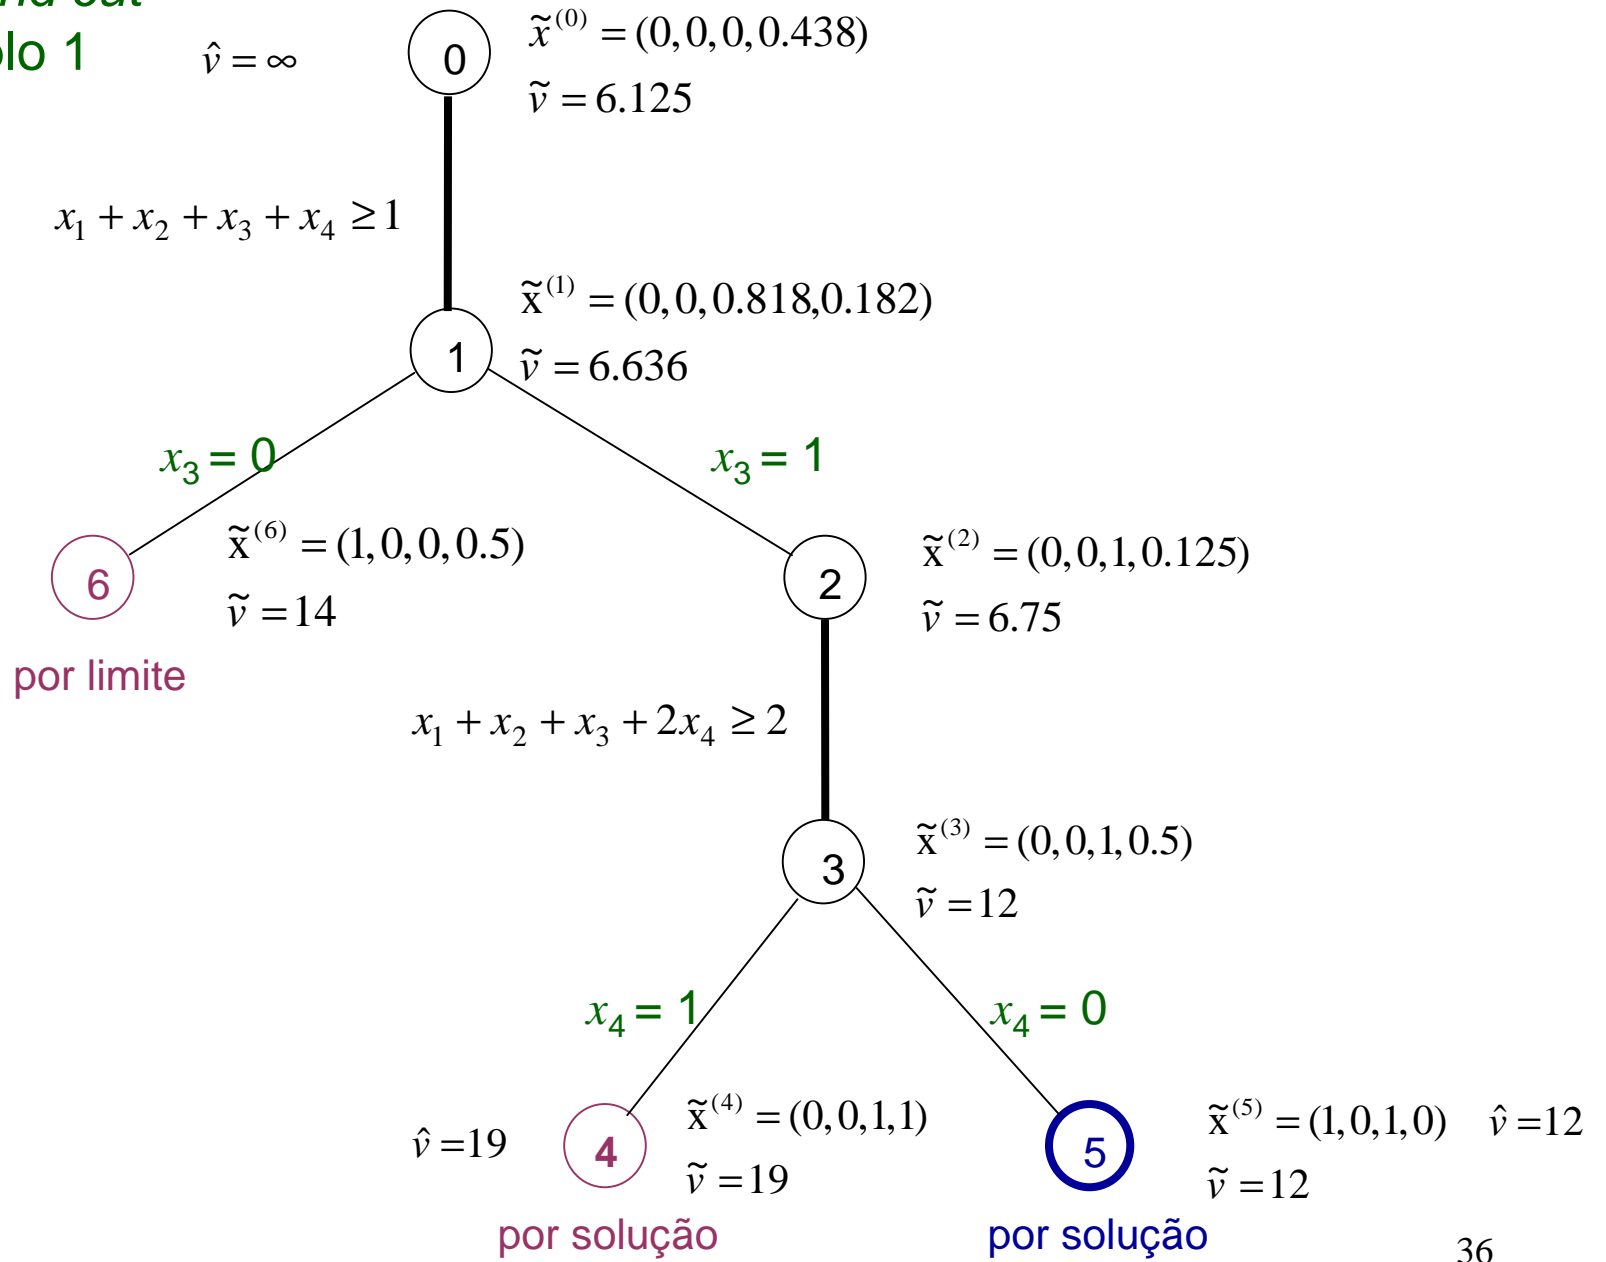 nd cut
lo 1
v̂ = ∞
0
x̃⁽⁰⁾ = (0,0,0,0.438)
ṽ = 6.125
x₁ + x₂ + x₃ + x₄ ≥ 1
1
x̃⁽¹⁾ = (0,0,0.818,0.182)
ṽ = 6.636
x₃ = 0
x₃ = 1
6
x̃⁽⁶⁾ = (1,0,0,0.5)
ṽ = 14
por limite
2
x̃⁽²⁾ = (0,0,1,0.125)
ṽ = 6.75
x₁ + x₂ + x₃ + 2x₄ ≥ 2
3
x̃⁽³⁾ = (0,0,1,0.5)
ṽ = 12
x₄ = 1
x₄ = 0
v̂ =19
4
x̃⁽⁴⁾ = (0,0,1,1)
ṽ = 19
por solução
5
x̃⁽⁵⁾ = (1,0,1,0)
v̂ =12
ṽ = 12
por solução
36